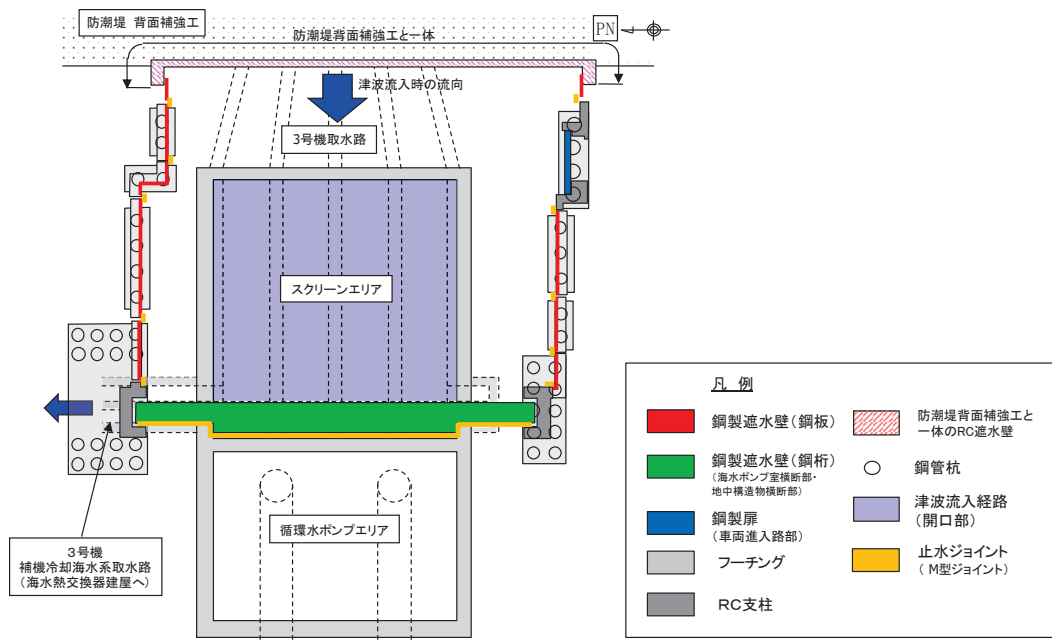 防潮堤 背面補強工
防潮堤背面補強工と一体
PN
津波流入時の流向
3号機取水路
スクリーンエリア
循環水ポンプエリア
3号機
補機冷却海水系取水路
(海水熱交換器建屋へ)
凡 例
鋼製遮水壁(鋼板)
鋼製遮水壁(鋼桁)
(海水ポンプ室横断部・
地中構造物横断部)
鋼製扉
(車両進入路部)
フーチング
RC支柱
防潮堤背面補強工と
一体のRC遮水壁
鋼管杭
津波流入経路
(開口部)
止水ジョイント
( M型ジョイント)